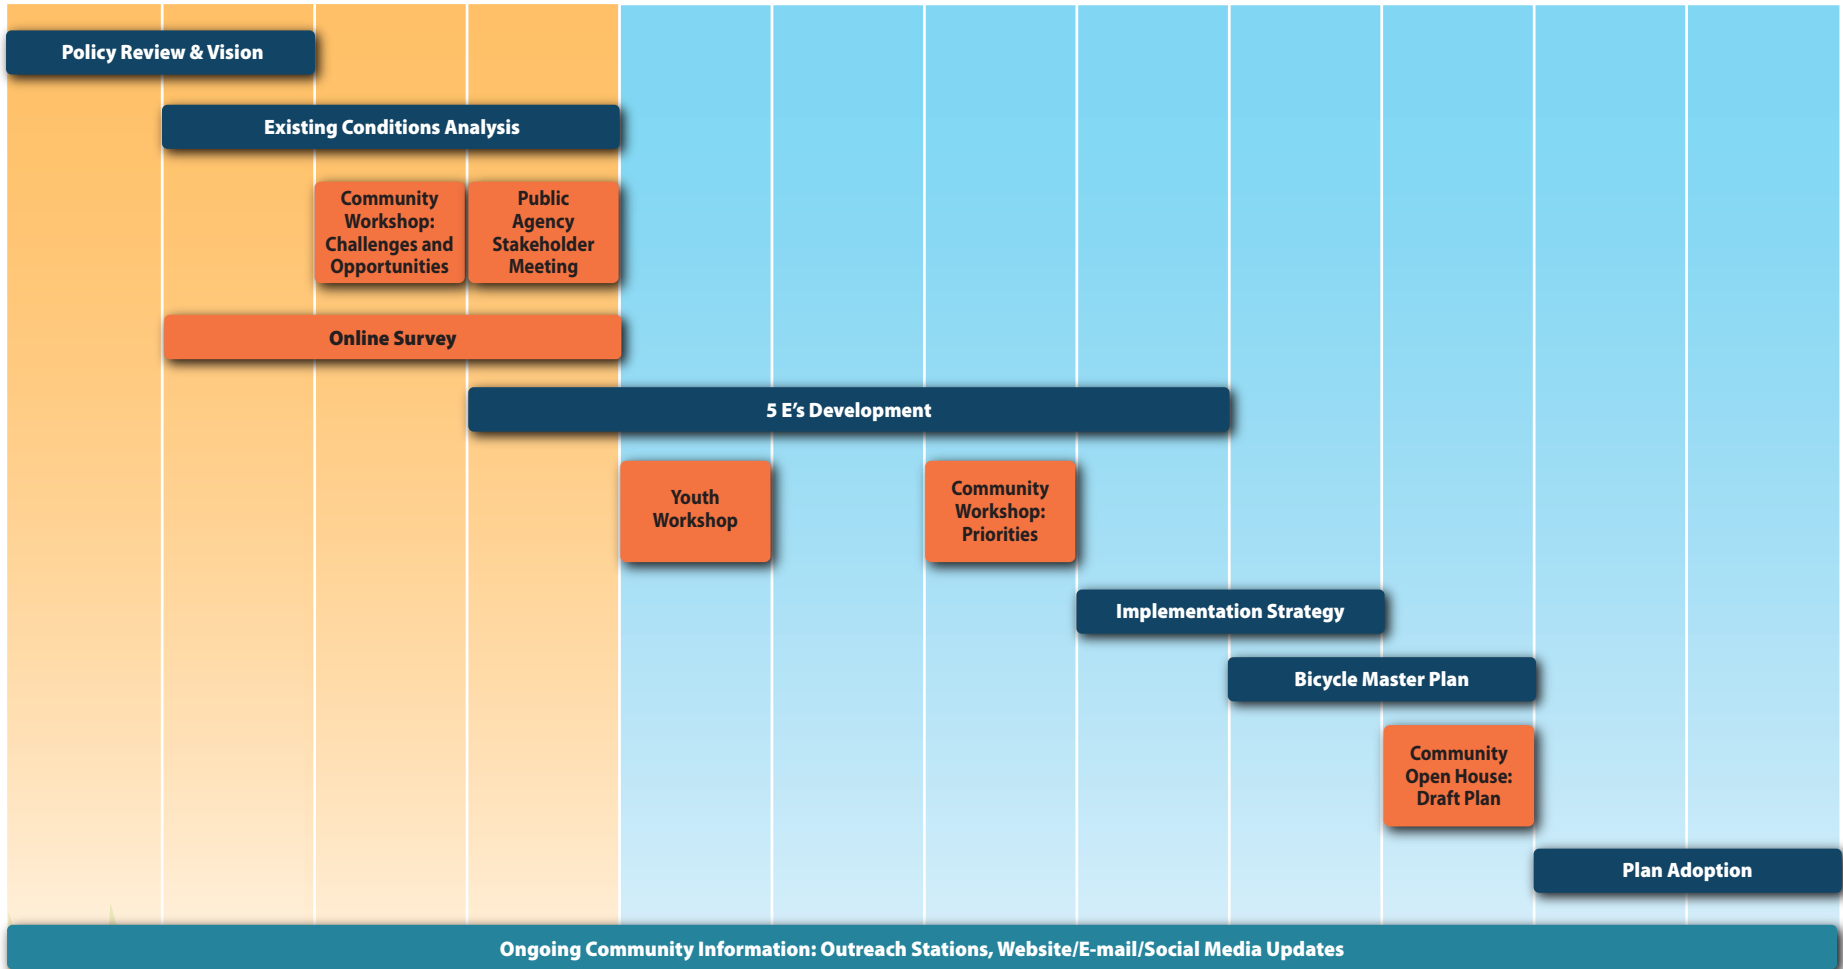 Policy Review & Vision
Existing Conditions Analysis
Community
Workshop:
Challenges and
Opportunities
Public
Agency
Stakeholder
Meeting
Online Survey
5 E’s Development
Youth
Workshop
Community
Workshop:
Priorities
Implementation Strategy
Bicycle Master Plan
Community
Open House:
Draft Plan
Plan Adoption
Ongoing Community Information: Outreach Stations, Website/E-mail/Social Media Updates